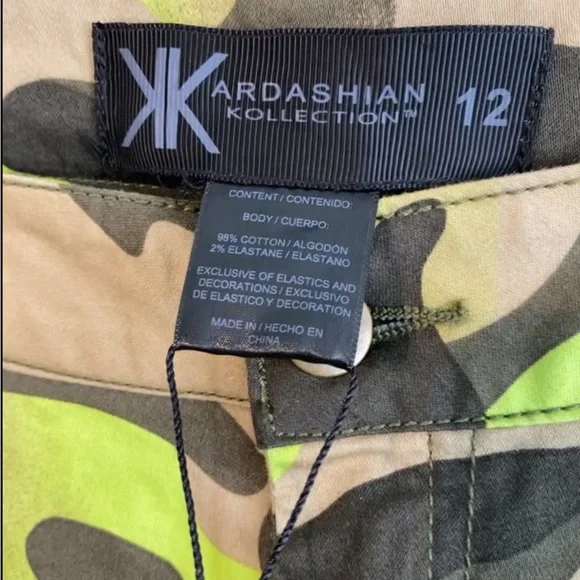 KARDASHIAN
KOLLECTION™
12
CONTENT / CONTENIDO:
BODY / CUERPO:
98% COTTON / ALGODÓN
2% ELASTANE / ELASTANO
EXCLUSIVE OF ELASTICS AND
DECORATIONS / EXCLUSIVO
DE ELASTICO Y DECORATION
MADE IN / HECHO EN
CHINA